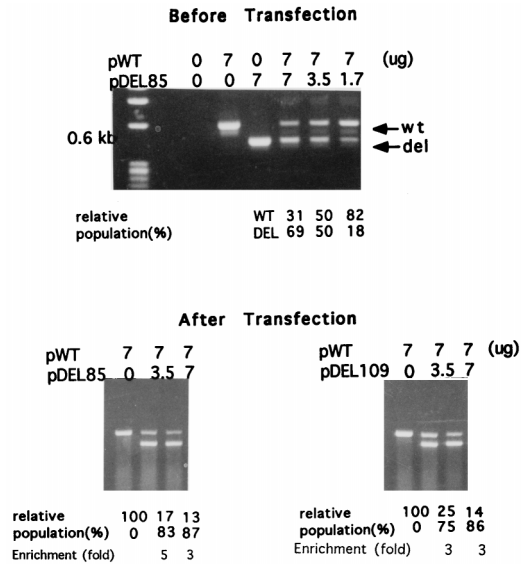 Before Transfection
pWT 0 7 0 7 7 7 (ug)
pDEL85 0 0 7 7 3.5 1.7
0.6 kb
wt
del
relative WT 31 50 82
population(%) DEL 69 50 18
After Transfection
pWT 7 7 7
pDEL85 0 3.5 7
relative 100 17 13
population(%) 0 83 87
Enrichment (fold) 5 3
pWT 7 7 7 (ug)
pDEL109 0 3.5 7
relative 100 25 14
population(%) 0 75 86
Enrichment (fold) 3 3